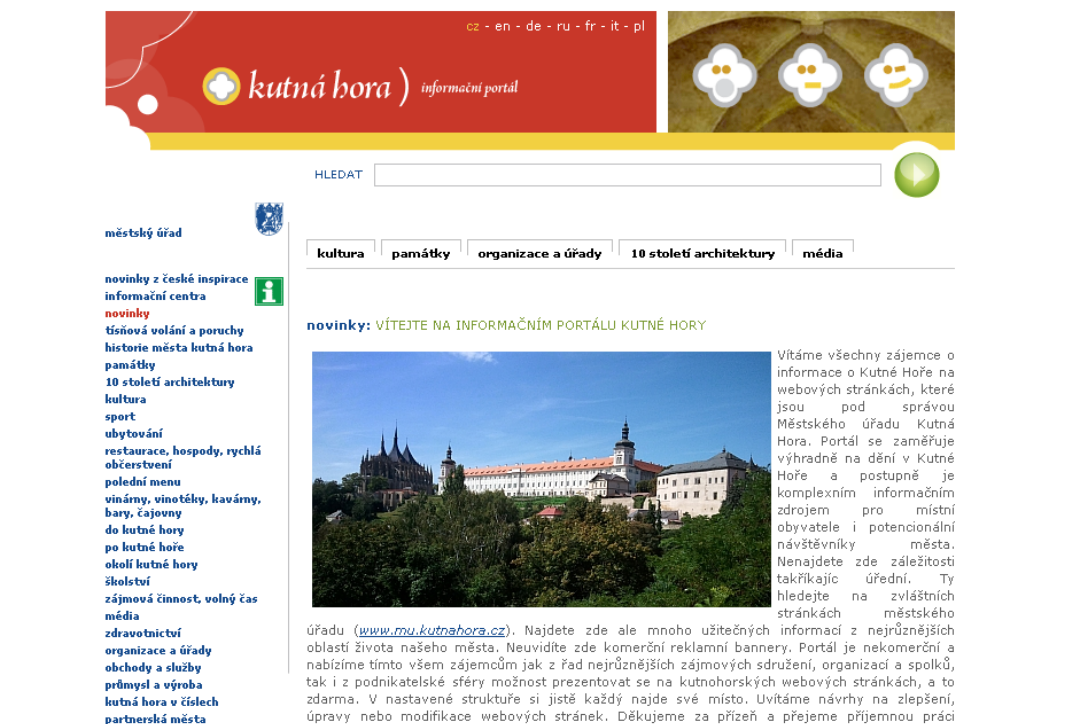 cz - en - de - ru - fr - it - pl
kutná hora ) informační portál
HLEDAT
městský úřad
kultura
památky
organizace a úřady
10 století architektury
média
novinky z české inspirace
informační centra
novinky
tísňová volání a poruchy
historie města kutná hora
památky
10 století architektury
kultura
sport
ubytování
restaurace, hospody, rychlá
občerstvení
polední menu
vinárny, vinotéky, kavárny,
bary, čajovny
do kutné hory
po kutné hoře
okolí kutné hory
školství
zájmová činnost, volný čas
média
zdravotnictví
organizace a úřady
obchody a služby
průmysl a výroba
kutná hora v číslech
partnerská města
novinky: VÍTEJTE NA INFORMAČNÍM PORTÁLU KUTNÉ HORY
Vítáme všechny zájemce o
informace o Kutné Hoře na
webových stránkách, které
jsou pod správou
Městského úřadu Kutná
Hora. Portál se zaměřuje
výhradně na dění v Kutné
Hoře a postupně je
komplexním informačním
zdrojem pro místní
obyvatele i potencionální
návštěvníky města.
Nenajdete zde záležitosti
takříkajíc úřední. Ty
hledejte na zvláštních
stránkách městského
úřadu (www.mu.kutnahora.cz). Najdete zde ale mnoho užitečných informací z nejrůznějších
oblastí života našeho města. Neuvidíte zde komerční reklamní bannery. Portál je nekomerční a
nabízíme tímto všem zájemcům jak z řad nejrůznějších zájmových sdružení, organizací a spolků,
tak i z podnikatelské sféry možnost prezentovat se na kutnohorských webových stránkách, a to
zdarma. V nastavené struktuře si jistě každý najde své místo. Uvítáme návrhy na zlepšení,
úpravy nebo modifikace webových stránek. Děkujeme za přízeň a přejeme příjemnou práci